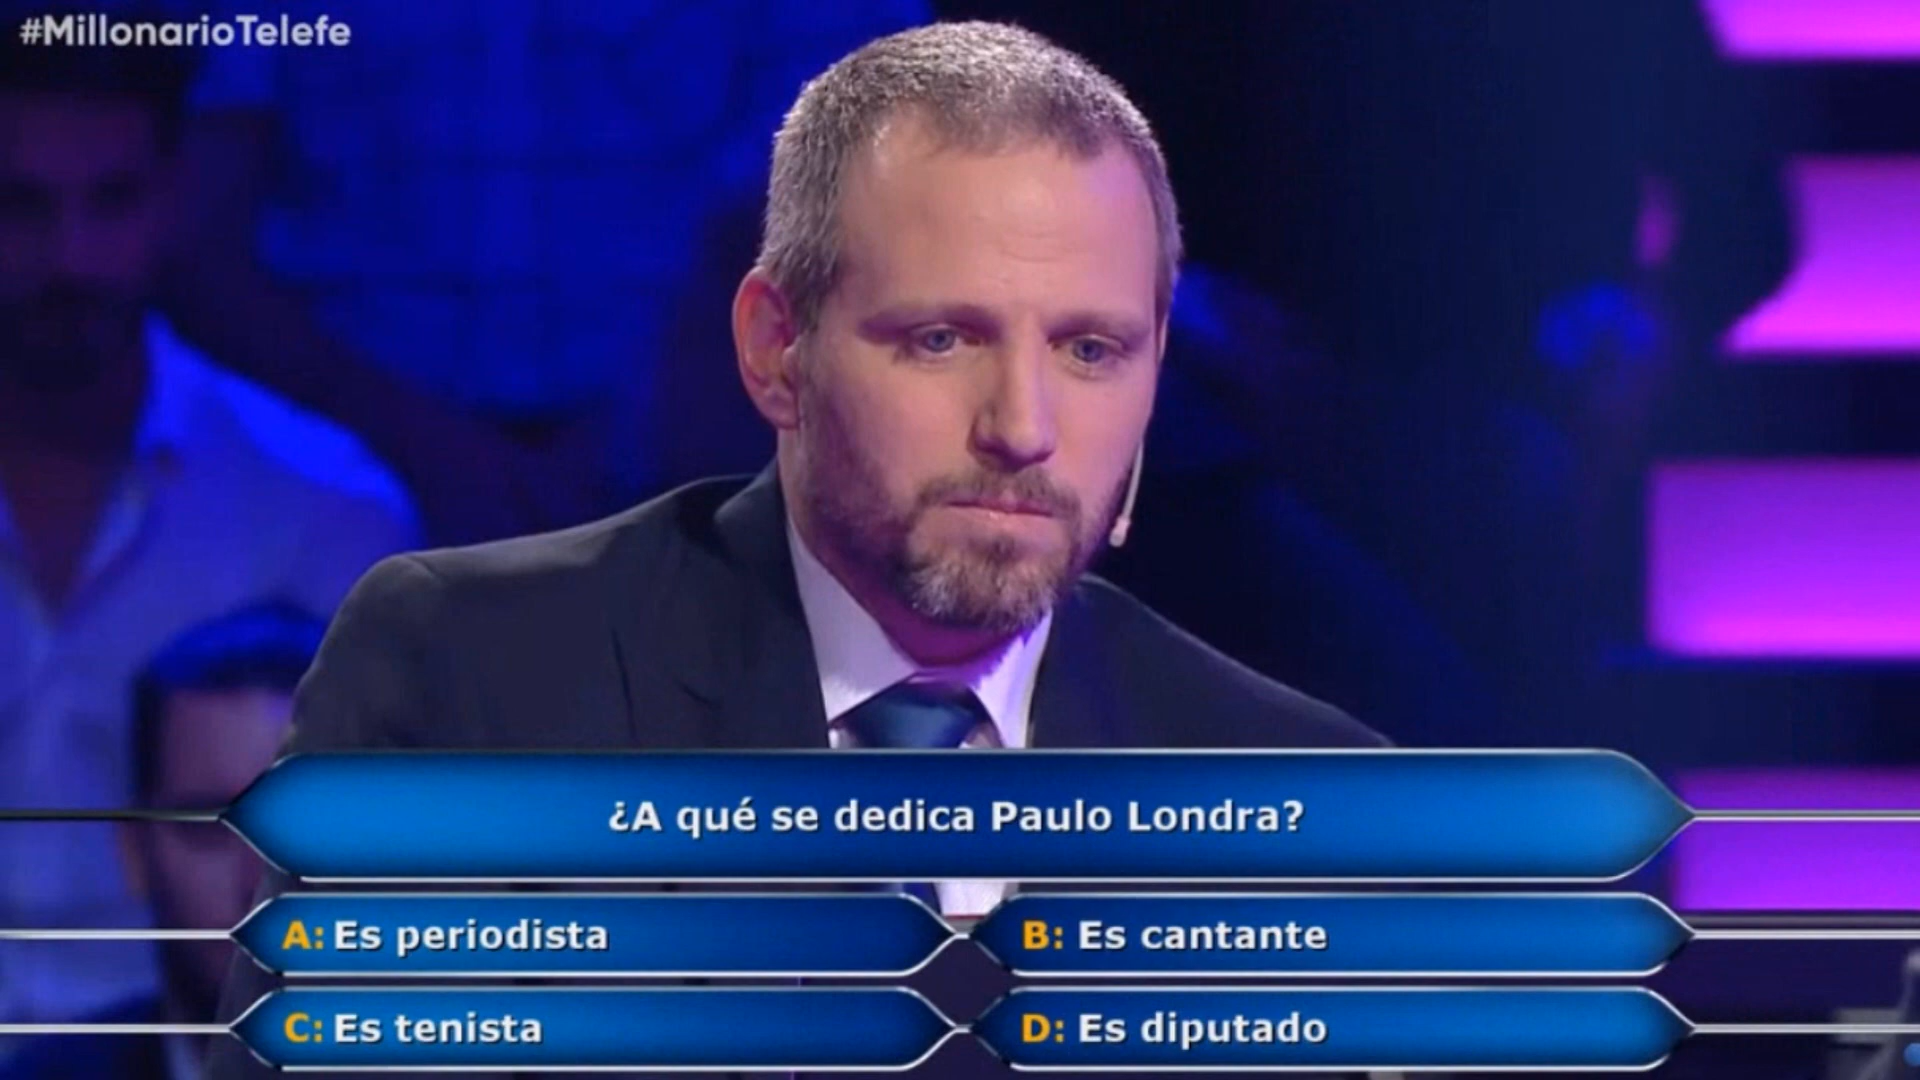 #MillonarioTelefe
¿A qué se dedica Paulo Londra?
A: Es periodista
B: Es cantante
C: Es tenista
D: Es diputado